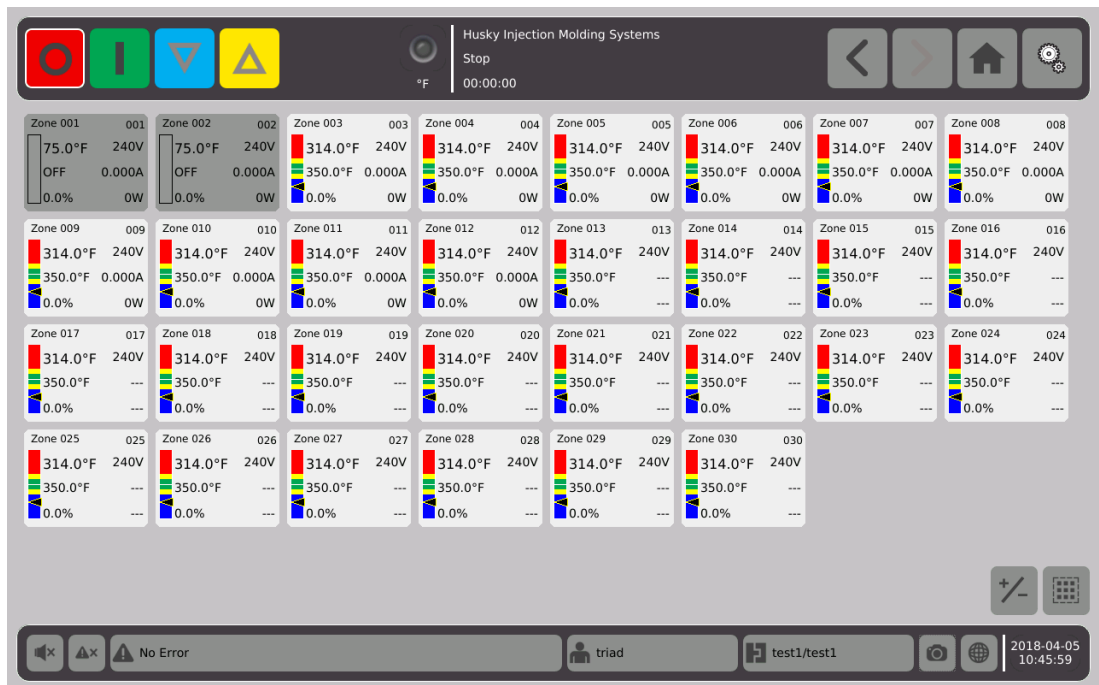 Husky Injection Molding Systems
Stop
°F 00:00:00
Zone 001 001 Zone 002 002 Zone 003 003 Zone 004 004 Zone 005 005 Zone 006 006 Zone 007 007 Zone 008 008
75.0°F 240V 75.0°F 240V 314.0°F 240V 314.0°F 240V 314.0°F 240V 314.0°F 240V 314.0°F 240V 314.0°F 240V
OFF 0.000A OFF 0.000A 350.0°F 0.000A 350.0°F 0.000A 350.0°F 0.000A 350.0°F 0.000A 350.0°F 0.000A 350.0°F 0.000A
0.0% 0W 0.0% 0W 0.0% 0W 0.0% 0W 0.0% 0W 0.0% 0W 0.0% 0W 0.0% 0W
Zone 009 009 Zone 010 010 Zone 011 011 Zone 012 012 Zone 013 013 Zone 014 014 Zone 015 015 Zone 016 016
314.0°F 240V 314.0°F 240V 314.0°F 240V 314.0°F 240V 314.0°F 240V 314.0°F 240V 314.0°F 240V 314.0°F 240V
350.0°F 0.000A 350.0°F 0.000A 350.0°F 0.000A 350.0°F 0.000A 350.0°F --- 350.0°F --- 350.0°F --- 350.0°F ---
0.0% 0W 0.0% 0W 0.0% 0W 0.0% 0W 0.0% --- 0.0% --- 0.0% --- 0.0% ---
Zone 017 017 Zone 018 018 Zone 019 019 Zone 020 020 Zone 021 021 Zone 022 022 Zone 023 023 Zone 024 024
314.0°F 240V 314.0°F 240V 314.0°F 240V 314.0°F 240V 314.0°F 240V 314.0°F 240V 314.0°F 240V 314.0°F 240V
350.0°F --- 350.0°F --- 350.0°F --- 350.0°F --- 350.0°F --- 350.0°F --- 350.0°F --- 350.0°F ---
0.0% --- 0.0% --- 0.0% --- 0.0% --- 0.0% --- 0.0% --- 0.0% --- 0.0% ---
Zone 025 025 Zone 026 026 Zone 027 027 Zone 028 028 Zone 029 029 Zone 030 030
314.0°F 240V 314.0°F 240V 314.0°F 240V 314.0°F 240V 314.0°F 240V 314.0°F 240V
350.0°F --- 350.0°F --- 350.0°F --- 350.0°F --- 350.0°F --- 350.0°F ---
0.0% --- 0.0% --- 0.0% --- 0.0% --- 0.0% --- 0.0% ---
+/-
No Error triad test1/test1 2018-04-05
10:45:59